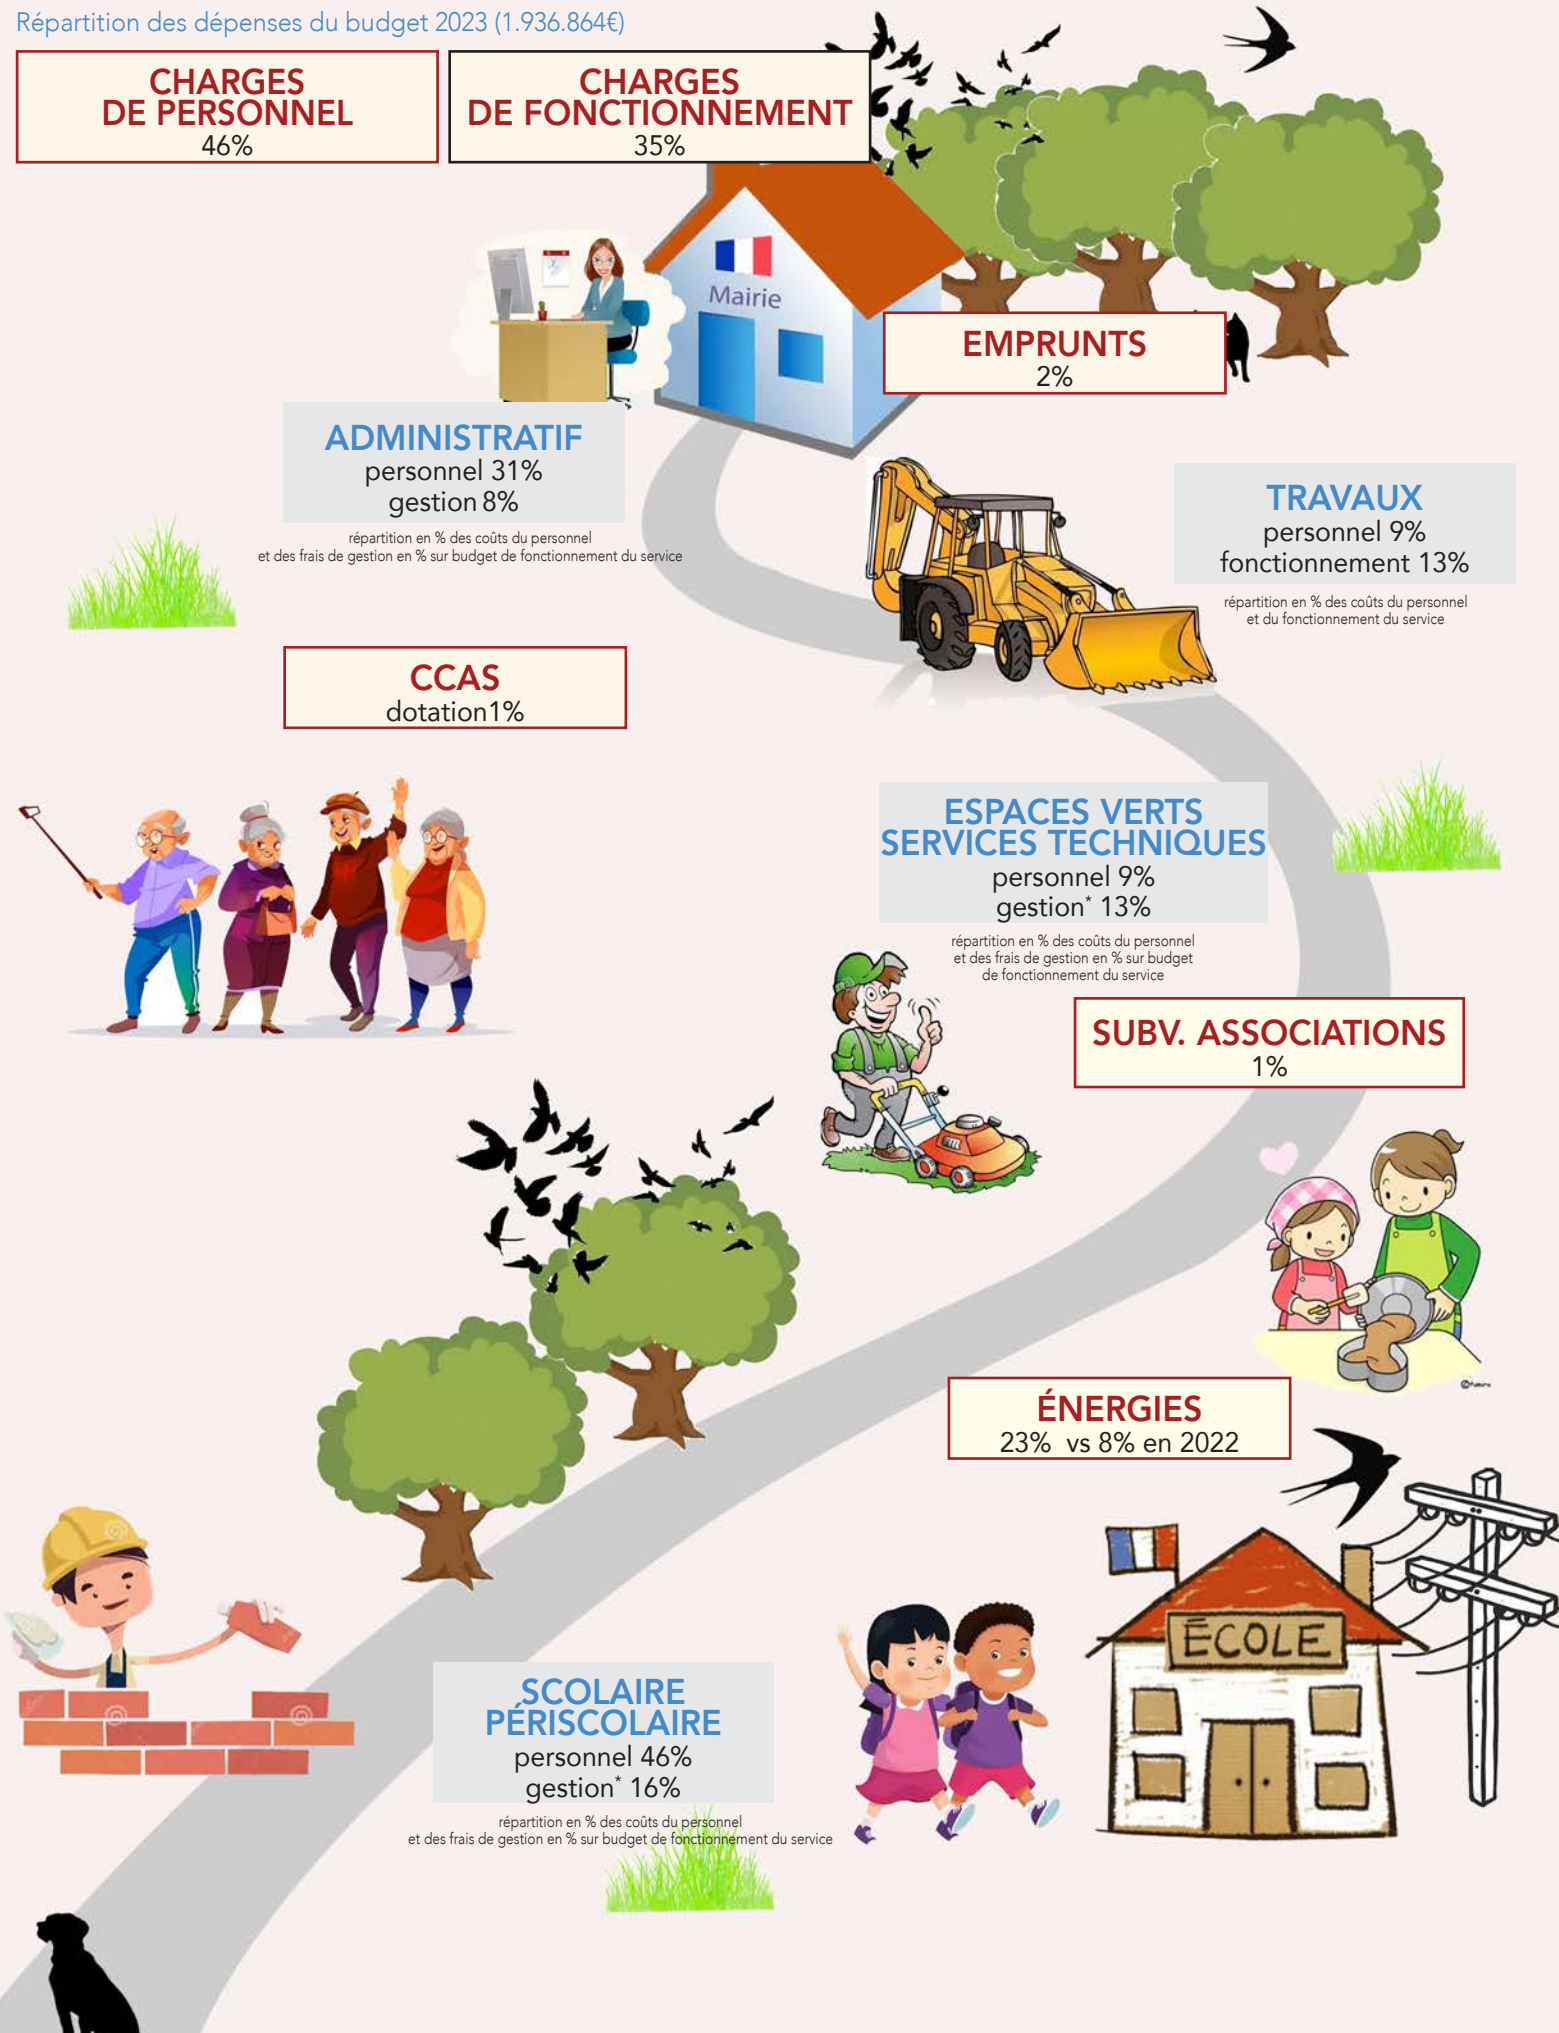 Répartition des dépenses du budget 2023 (1.936.864€)
CHARGES
DE PERSONNEL
46%
CHARGES
DE FONCTIONNEMENT
35%
Mairie
EMPRUNTS
2%
ADMINISTRATIF
personnel 31%
gestion 8%
répartition en % des coûts du personnel
et des frais de gestion en % sur budget de fonctionnement du service
TRAVAUX
personnel 9%
fonctionnement 13%
répartition en % des coûts du personnel
et du fonctionnement du service
CCAS
dotation1%
ESPACES VERTS
SERVICES TECHNIQUES
personnel 9%
gestion* 13%
répartition en % des coûts du personnel
et des frais de gestion en % sur budget
de fonctionnement du service
SUBV. ASSOCIATIONS
1%
ÉNERGIES
23% vs 8% en 2022
ÉCOLE
SCOLAIRE
PÉRISCOLAIRE
personnel 46%
gestion* 16%
répartition en % des coûts du personnel
et des frais de gestion en % sur budget de fonctionnement du service